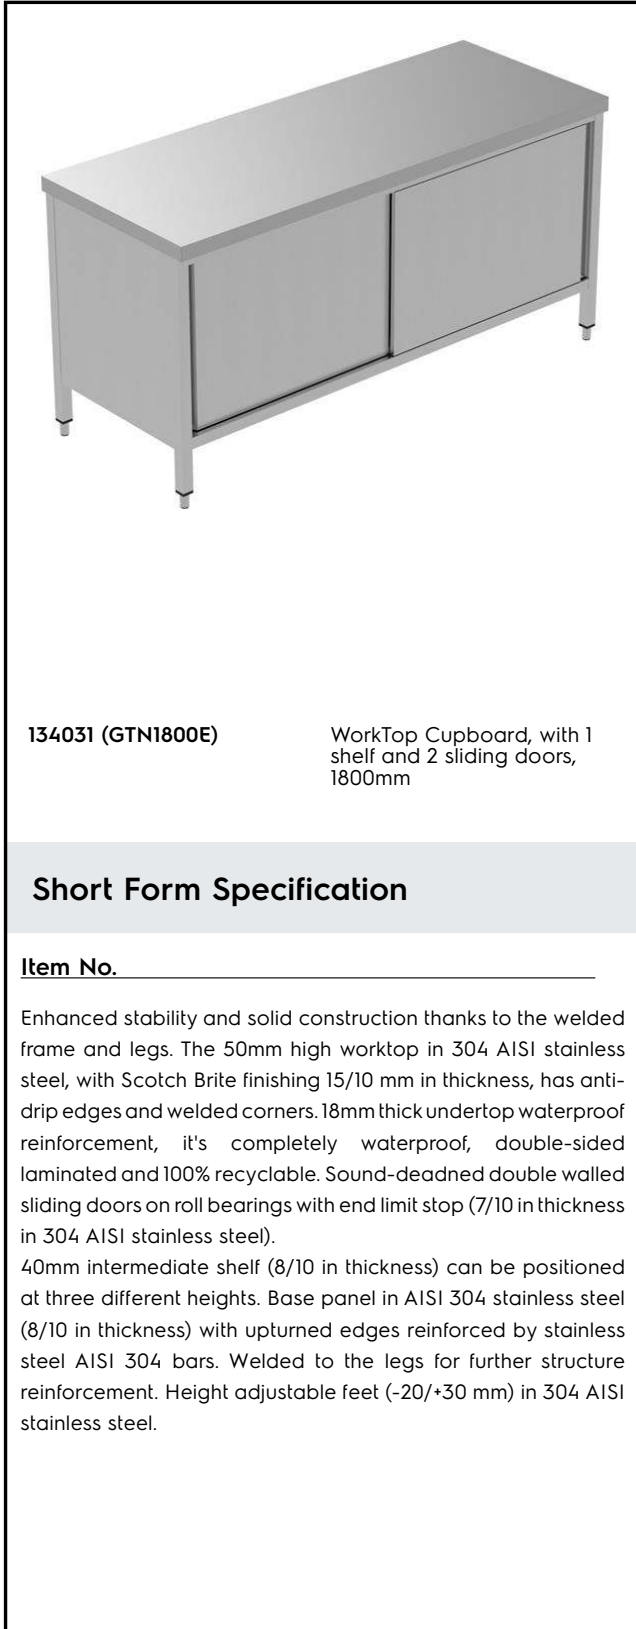 134031 (GTN1800E)
WorkTop Cupboard, with 1
shelf and 2 sliding doors,
1800mm
Short Form Specification
Item No.
Enhanced stability and solid construction thanks to the welded
frame and legs. The 50mm high worktop in 304 AISI stainless
steel, with Scotch Brite finishing 15/10 mm in thickness, has anti-
drip edges and welded corners. 18mm thick undertop waterproof
reinforcement, it's completely waterproof, double-sided
laminated and 100% recyclable. Sound-deadned double walled
sliding doors on roll bearings with end limit stop (7/10 in thickness
in 304 AISI stainless steel).
40mm intermediate shelf (8/10 in thickness) can be positioned
at three different heights. Base panel in AISI 304 stainless steel
(8/10 in thickness) with upturned edges reinforced by stainless
steel AISI 304 bars. Welded to the legs for further structure
reinforcement. Height adjustable feet (-20/+30 mm) in 304 AISI
stainless steel.